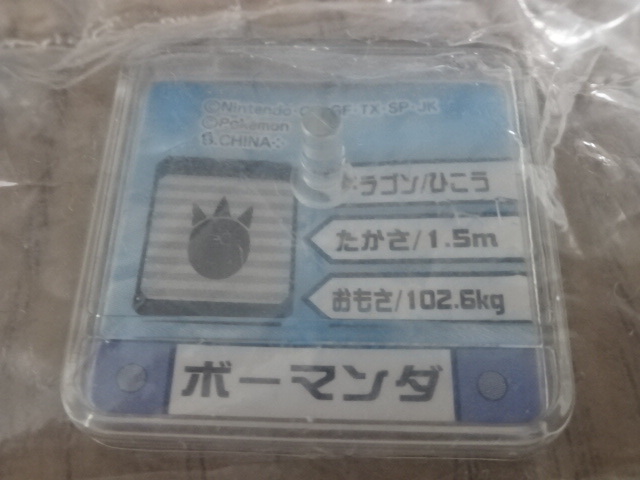 ©Nintendo・C・GF・TX・SP・JK
©Pokémon
CHINA
ドラゴン/ひこう
たかさ/1.5m
おもさ/102.6kg
ボーマンダ